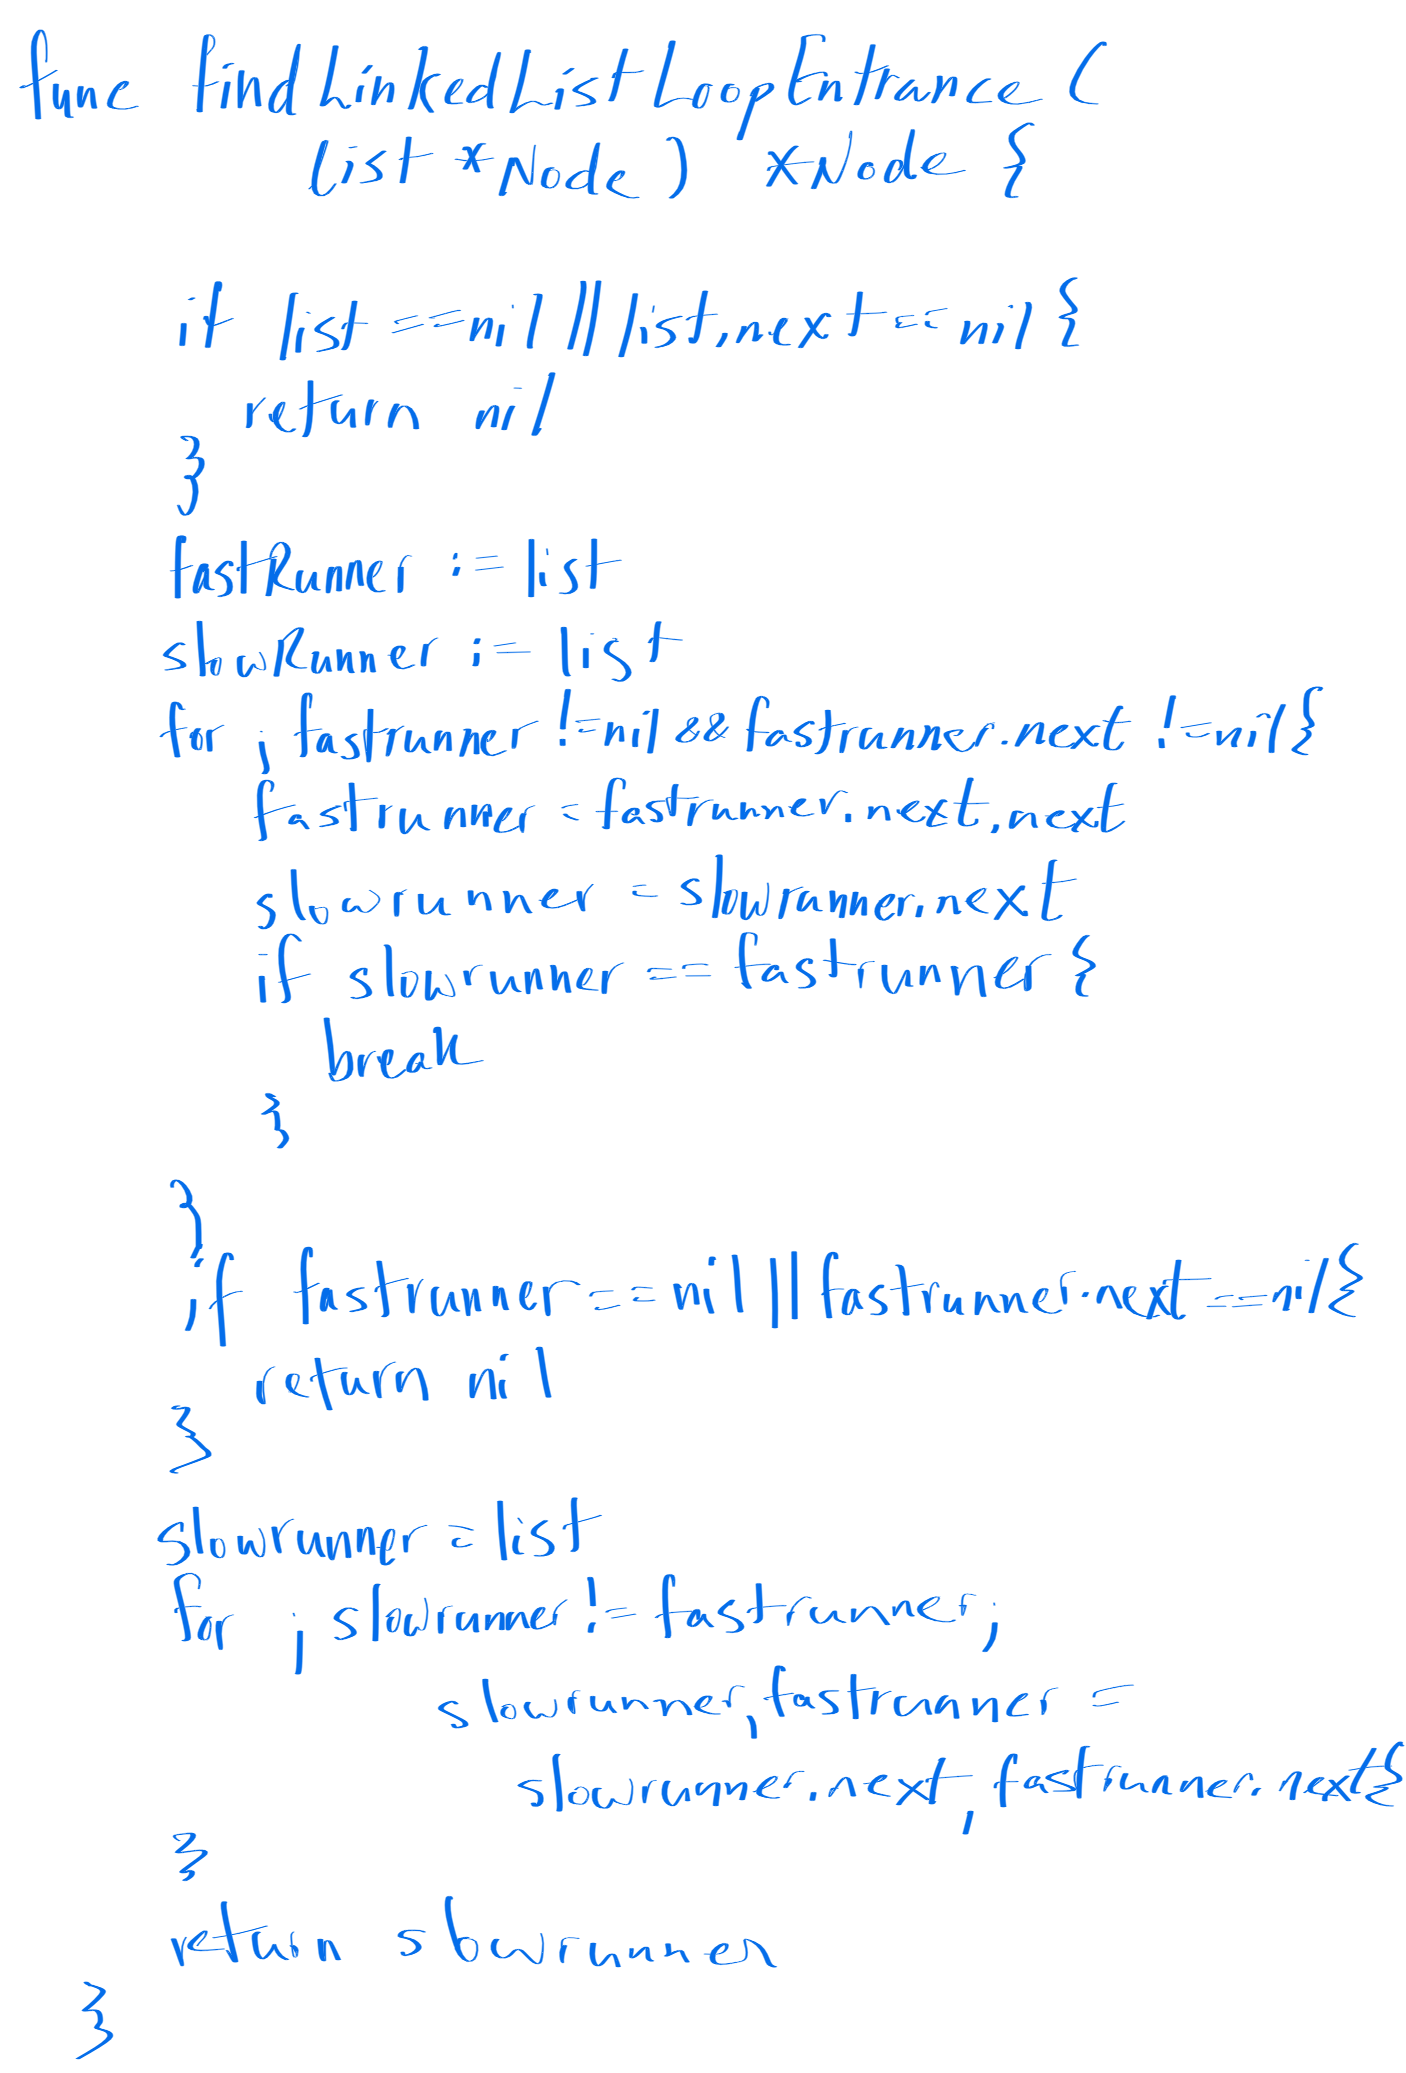 func findLinkedListLoopEntrance (
list *Node) *Node {
if list == nil || list.next == nil {
return nil
}
fastRunner := list
slowRunner := list
for ; fastrunner != nil && fastrunner.next != nil {
fastrunner = fastrunner.next.next
slowrunner = slowrunner.next
if slowrunner == fastrunner {
break
}
}
if fastrunner == nil || fastrunner.next == nil {
return nil
}
slowrunner = list
for ; slowrunner != fastrunner;
slowrunner, fastrunner =
slowrunner.next, fastrunner.next {
}
return slowrunner
}